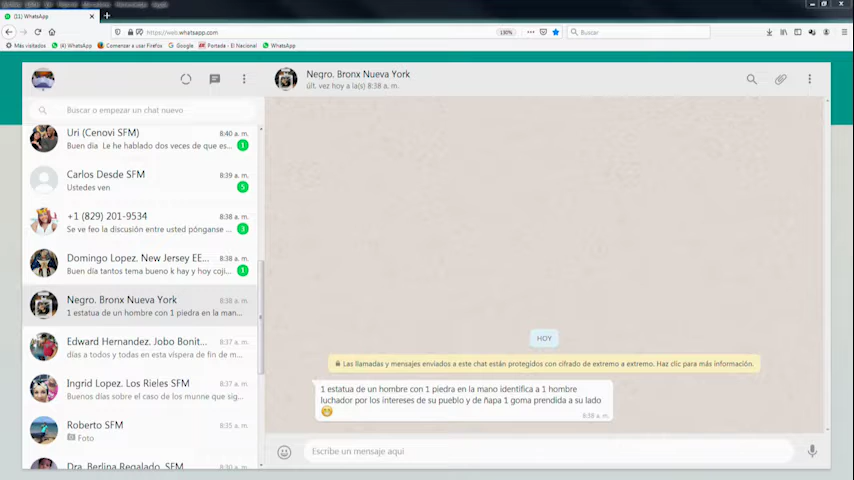 (11) WhatsApp
https://web.whatsapp.com
130%
Buscar
Más visitados
(4) WhatsApp
Comenzar a usar Firefox
Google
Portada - El Nacional
WhatsApp
Negro. Bronx Nueva York
últ. vez hoy a la(s) 8:38 a. m.
Buscar o empezar un chat nuevo
Uri (Cenovi SFM) 8:40 a. m.
Buen dia Le he hablado dos veces de que es... 1
Carlos Desde SFM 8:39 a. m.
Ustedes ven 5
+1 (829) 201-9534 8:38 a. m.
Se ve feo la discusión entre usted pónganse ... 3
Domingo Lopez. New Jersey EE... 8:38 a. m.
Buen día tantos tema bueno k hay y hoy coji... 1
Negro. Bronx Nueva York 8:38 a. m.
1 estatua de un hombre con 1 piedra en la man...
Edward Hernandez. Jobo Bonit... 8:37 a. m.
días a todos y todas en esta vispera de fin de m...
Ingrid Lopez. Los Rieles SFM 8:37 a. m.
Buenos días sobre el caso de los munne que sig...
Roberto SFM 8:35 a. m.
Foto
Dra. Berlina Regalado. SFM 8:30 a. m.
HOY
Las llamadas y mensajes enviados a este chat están protegidos con cifrado de extremo a extremo. Haz clic para más información.
1 estatua de un hombre con 1 piedra en la mano identifica a 1 hombre
luchador por los intereses de su pueblo y de ñapa 1 goma prendida a su lado
8:38 a. m.
Escribe un mensaje aquí